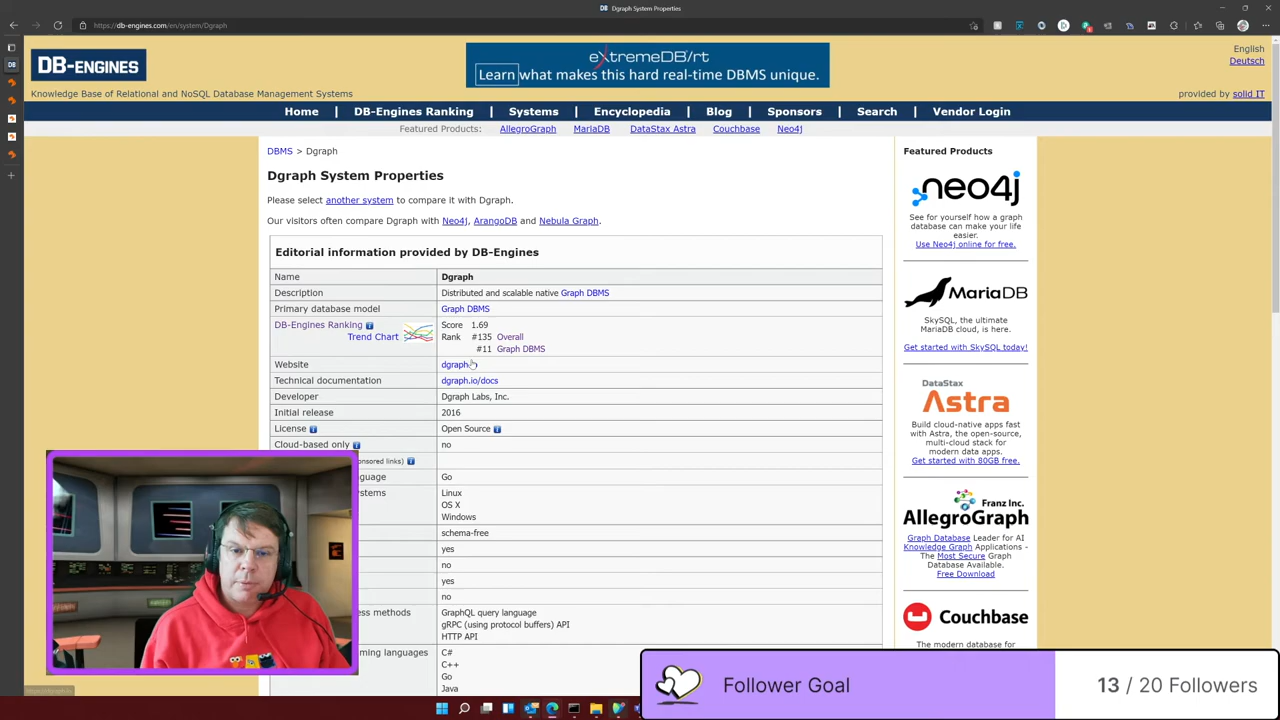 Dgraph System Properties
https://db-engines.com/en/system/Dgraph
DB-ENGINES
eXtremeDB/rt
Learn what makes this hard real-time DBMS unique.
English
Deutsch
Knowledge Base of Relational and NoSQL Database Management Systems
provided by solid IT
Home | DB-Engines Ranking | Systems | Encyclopedia | Blog | Sponsors | Search | Vendor Login
Featured Products: AllegroGraph MariaDB DataStax Astra Couchbase Neo4j
DBMS > Dgraph
Dgraph System Properties
Please select another system to compare it with Dgraph.
Our visitors often compare Dgraph with Neo4j, ArangoDB and Nebula Graph.
Editorial information provided by DB-Engines
Name Dgraph
Description Distributed and scalable native Graph DBMS
Primary database model Graph DBMS
DB-Engines Ranking
Trend Chart
Score 1.69
Rank #135 Overall
#11 Graph DBMS
Website dgraph
Technical documentation dgraph.io/docs
Developer Dgraph Labs, Inc.
Initial release 2016
License Open Source
Cloud-based only no
onsored links)
guage Go
stems Linux
OS X
Windows
schema-free
yes
no
yes
no
ess methods GraphQL query language
gRPC (using protocol buffers) API
HTTP API
ming languages C#
C++
Go
Java
Featured Products
neo4j
See for yourself how a graph
database can make your life
easier.
Use Neo4j online for free.
MariaDB
SkySQL, the ultimate
MariaDB cloud, is here.
Get started with SkySQL today!
DataStax
Astra
Build cloud-native apps fast
with Astra, the open-source,
multi-cloud stack for
modern data apps.
Get started with 80GB free.
Franz Inc.
AllegroGraph
Graph Database Leader for AI
Knowledge Graph Applications -
The Most Secure Graph
Database Available.
Free Download
Couchbase
The modern database for
Follower Goal
13 / 20 Followers